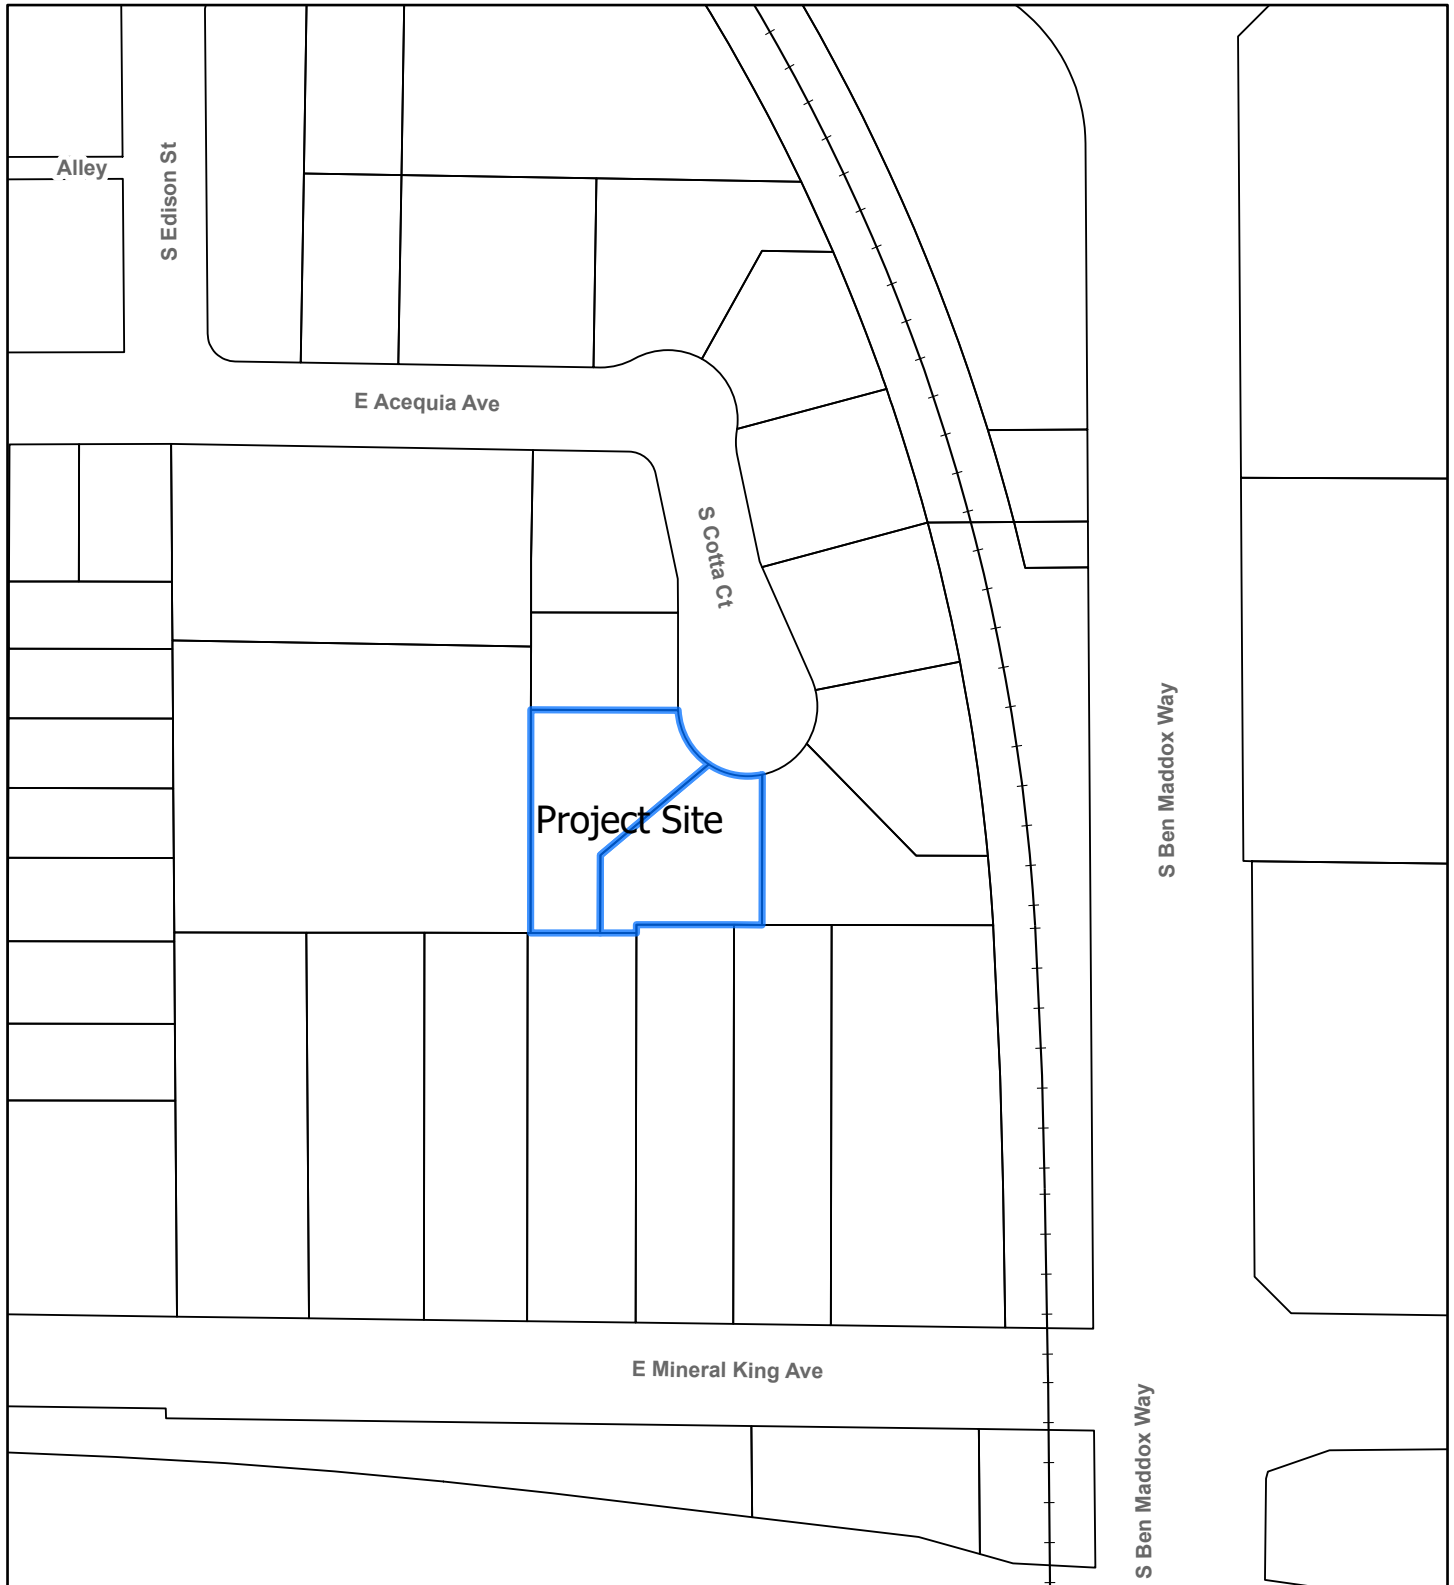 Alley
S Edison St
E Acequia Ave
S Cotta Ct
S Ben Maddox Way
Project Site
E Mineral King Ave
S Ben Maddox Way